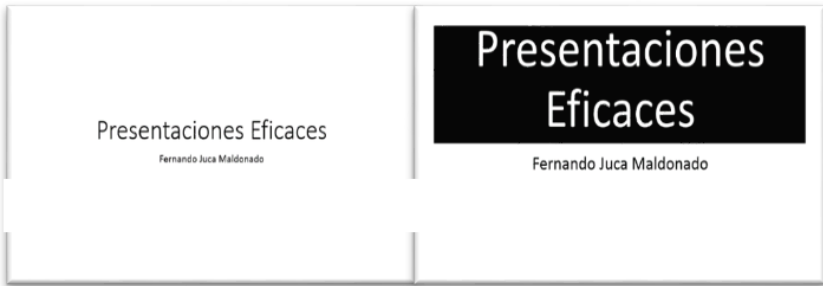 Presentaciones Eficaces
Fernando Juca Maldonado
Presentaciones
Eficaces
Fernando Juca Maldonado